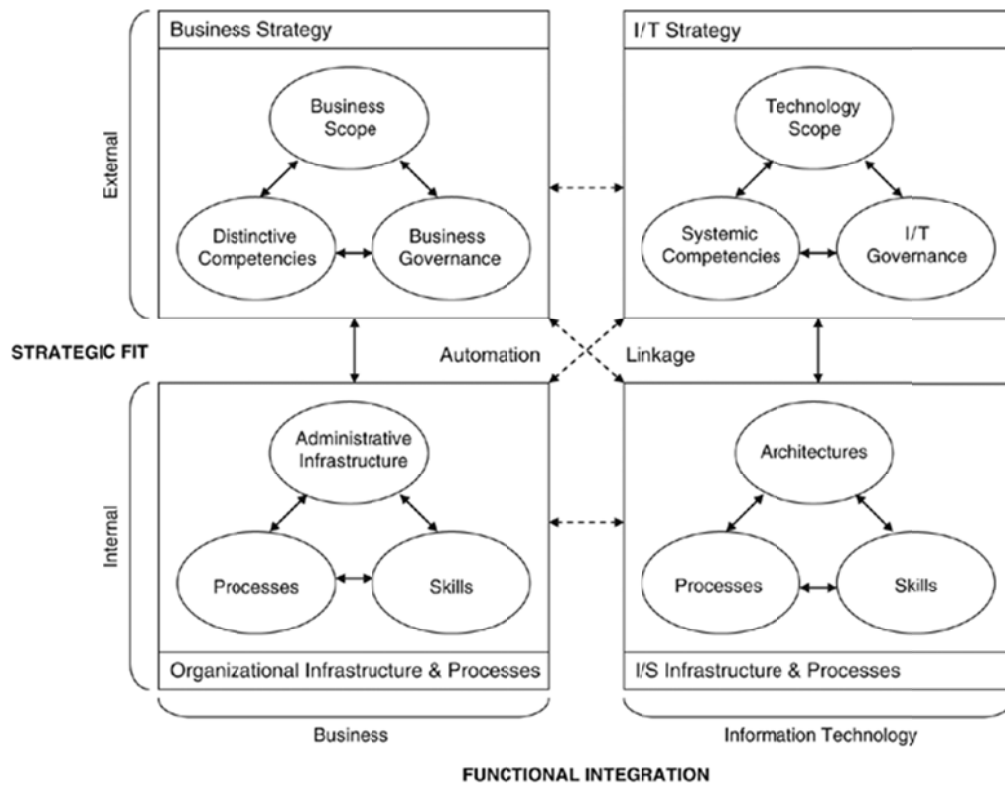 Business Strategy
I/T Strategy
External
Business
Scope
Technology
Scope
Distinctive
Competencies
Business
Governance
Systemic
Competencies
I/T
Governance
STRATEGIC FIT
Automation
Linkage
Internal
Administrative
Infrastructure
Architectures
Processes
Skills
Processes
Skills
Organizational Infrastructure & Processes
I/S Infrastructure & Processes
Business
Information Technology
FUNCTIONAL INTEGRATION